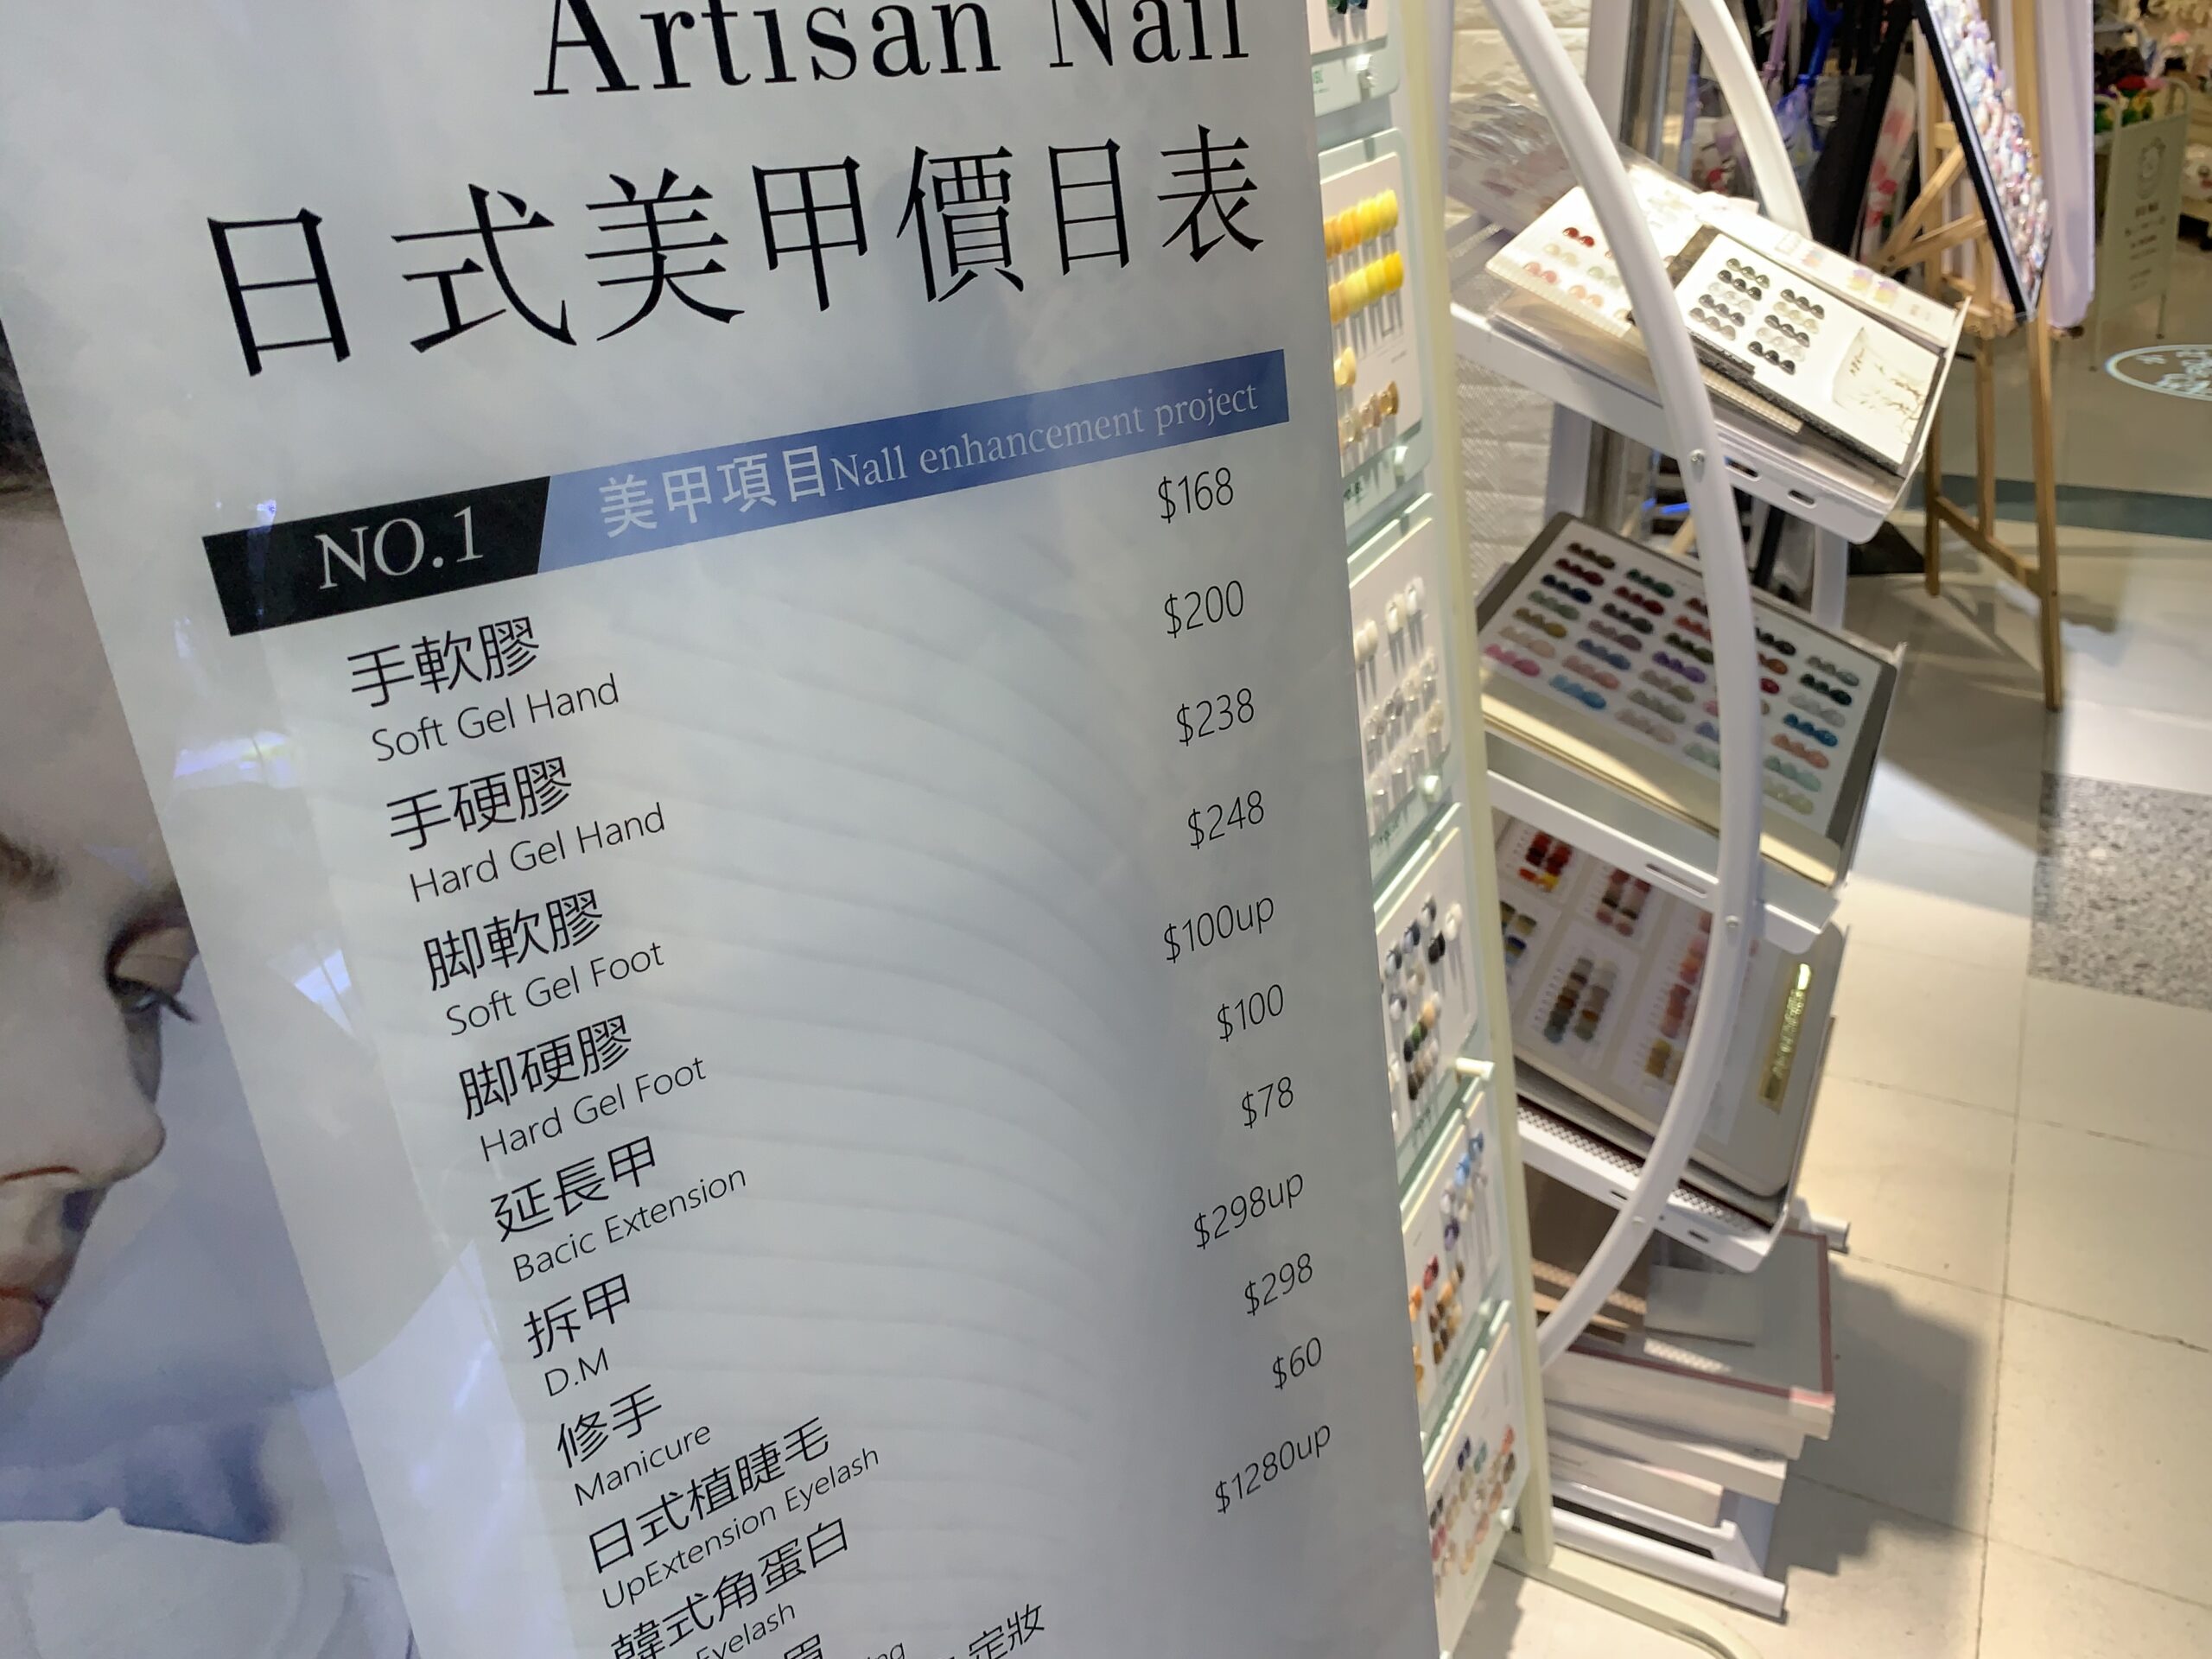 Artisan Nail
日式美甲價目表
NO.1 美甲項目Nall enhancement project
手軟膠 $168
Soft Gel Hand
手硬膠 $200
Hard Gel Hand
脚軟膠 $238
Soft Gel Foot
脚硬膠 $248
Hard Gel Foot
延長甲 $100up
Bacic Extension
拆甲 $100
D.M
修手 $78
Manicure
日式植睫毛 $298up
UpExtension Eyelash
韓式角蛋白 $298
Eyelash
眉 $60
定妝 $1280up